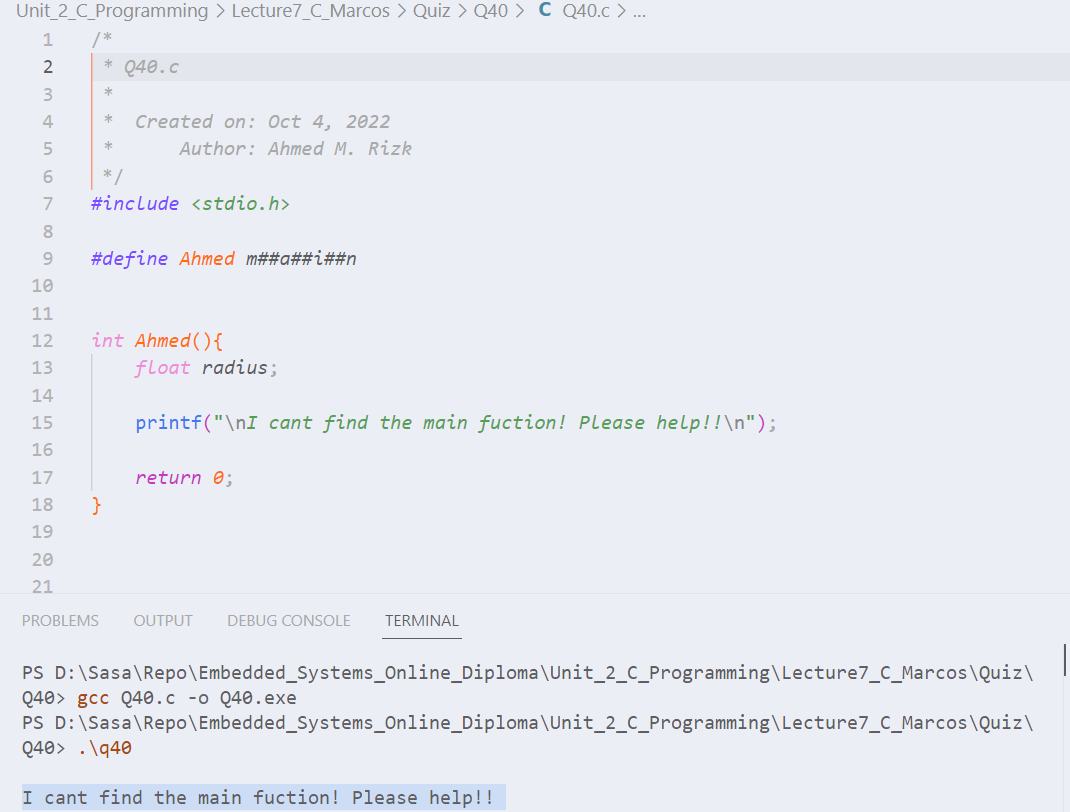 Unit_2_C_Programming > Lecture7_C_Marcos > Quiz > Q40 > C Q40.c > ...
1 /*
2 * Q40.c
3 *
4 * Created on: Oct 4, 2022
5 * Author: Ahmed M. Rizk
6 */
7 #include <stdio.h>
8
9 #define Ahmed m##a##i##n
10
11
12 int Ahmed(){
13 float radius;
14
15 printf("\nI cant find the main fuction! Please help!!\n");
16
17 return 0;
18 }
19
20
21
PROBLEMS OUTPUT DEBUG CONSOLE TERMINAL
PS D:\Sasa\Repo\Embedded_Systems_Online_Diploma\Unit_2_C_Programming\Lecture7_C_Marcos\Quiz\
Q40> gcc Q40.c -o Q40.exe
PS D:\Sasa\Repo\Embedded_Systems_Online_Diploma\Unit_2_C_Programming\Lecture7_C_Marcos\Quiz\
Q40> .\q40
I cant find the main fuction! Please help!!